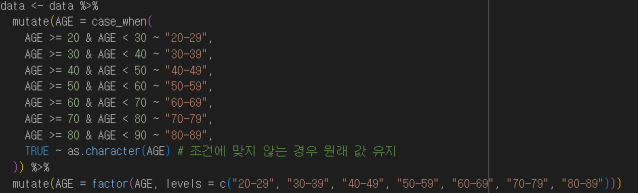 data <- data %>%
  mutate(AGE = case_when(
    AGE >= 20 & AGE < 30 ~ "20-29",
    AGE >= 30 & AGE < 40 ~ "30-39",
    AGE >= 40 & AGE < 50 ~ "40-49",
    AGE >= 50 & AGE < 60 ~ "50-59",
    AGE >= 60 & AGE < 70 ~ "60-69",
    AGE >= 70 & AGE < 80 ~ "70-79",
    AGE >= 80 & AGE < 90 ~ "80-89",
    TRUE ~ as.character(AGE) # 조건에 맞지 않는 경우 원래 값 유지
  )) %>%
  mutate(AGE = factor(AGE, levels = c("20-29", "30-39", "40-49", "50-59", "60-69", "70-79", "80-89")))